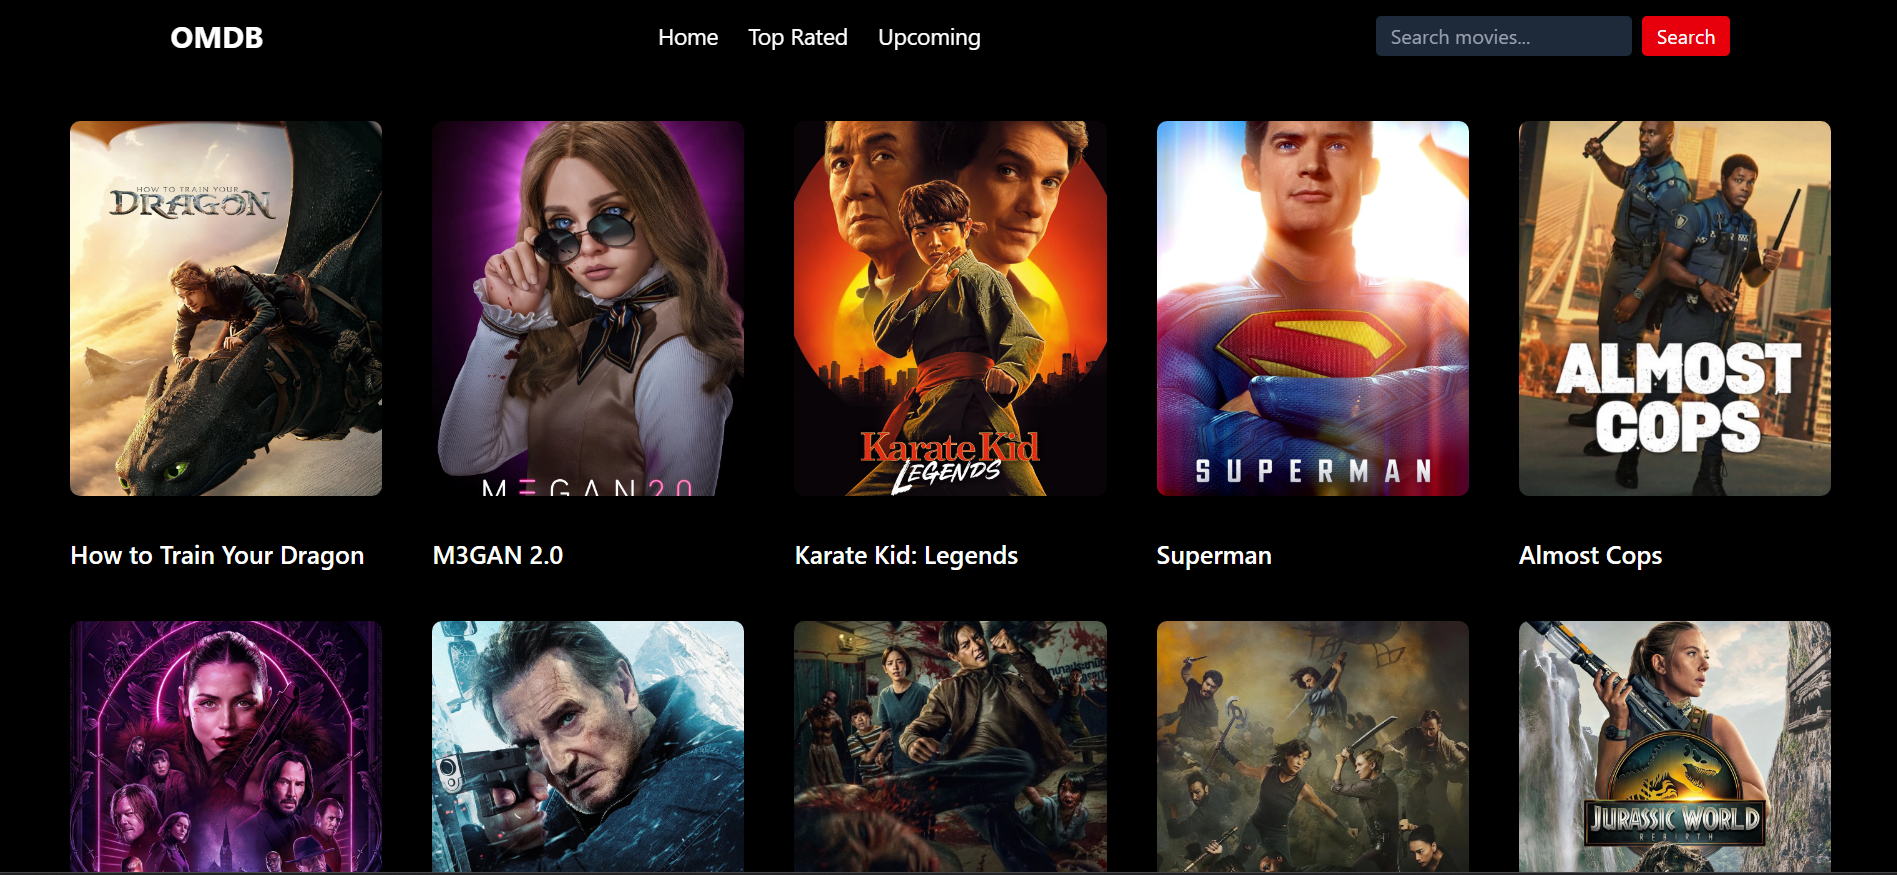 OMDB
Home Top Rated Upcoming
Search movies...
Search
HOW TO TRAIN YOUR
DRAGON
M3GAN 2.0
Karate Kid
LEGENDS
SUPERMAN
ALMOST
COPS
How to Train Your Dragon
M3GAN 2.0
Karate Kid: Legends
Superman
Almost Cops
JURASSIC WORLD
REBIRTH